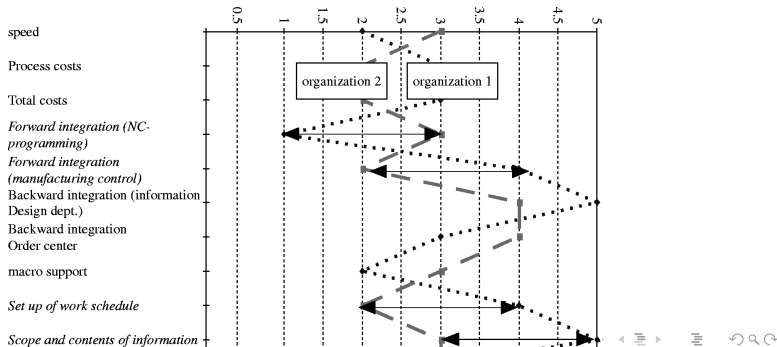 0.5 1 1.5 2 2.5 3 3.5 4 4.5 5
speed
Process costs
organization 2 organization 1
Total costs
Forward integration (NC-
programming)
Forward integration
(manufacturing control)
Backward integration (information
Design dept.)
Backward integration
Order center
macro support
Set up of work schedule
Scope and contents of information